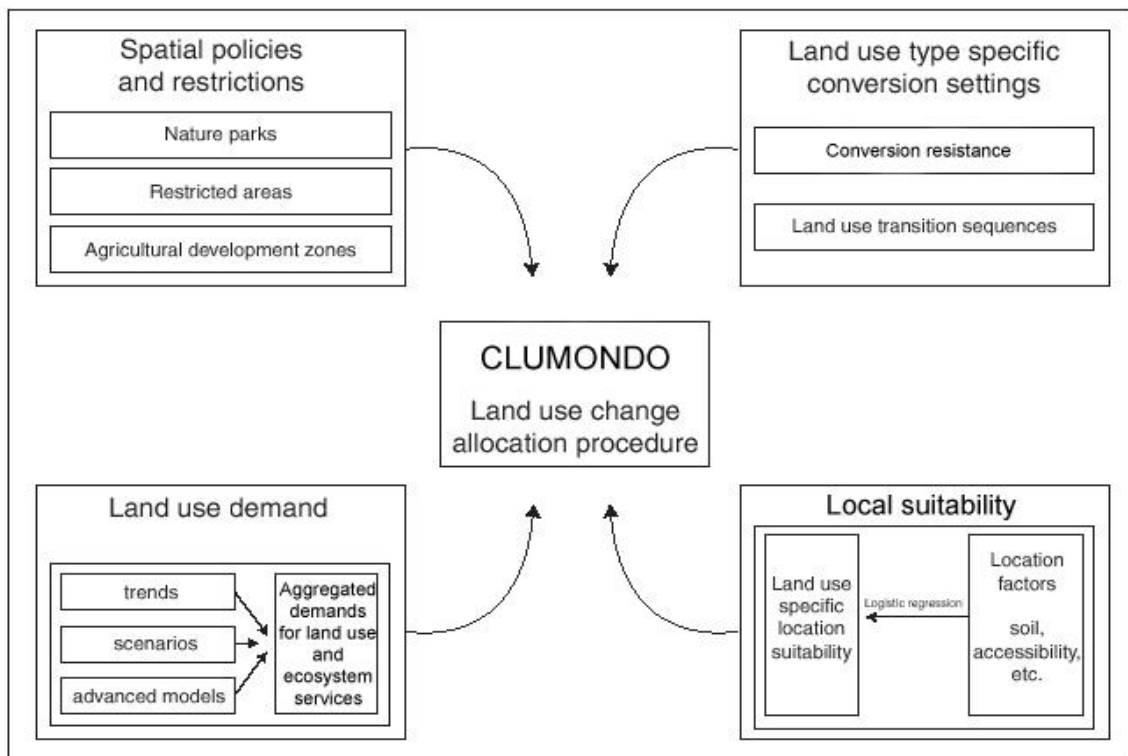 Spatial policies
and restrictions
Nature parks
Restricted areas
Agricultural development zones
Land use type specific
conversion settings
Conversion resistance
Land use transition sequences
CLUMONDO
Land use change
allocation procedure
Land use demand
trends
scenarios
advanced models
Aggregated
demands
for land use
and
ecosystem
services
Local suitability
Land use
specific
location
suitability
Logistic regression
Location
factors
soil,
accessibility,
etc.